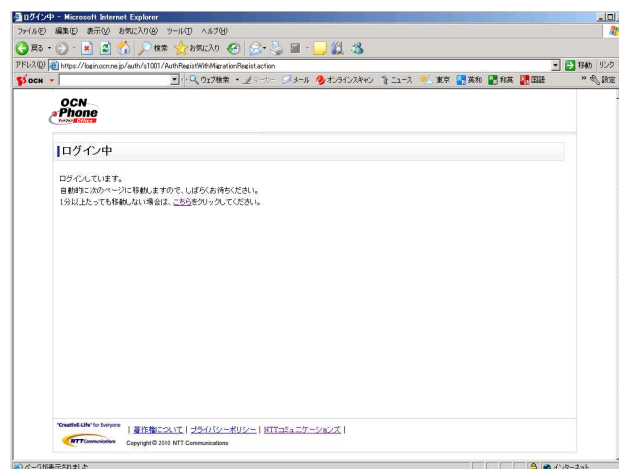 ログイン中 - Microsoft Internet Explorer
ファイル(F) 編集(E) 表示(V) お気に入り(A) ツール(T) ヘルプ(H)
戻る 検索 お気に入り
アドレス(D) https://login.ocn.ne.jp/auth/s1001/AuthRegistWithMigrationRegist.action 移動 リンク
OCN ウェブ検索 マーカー メール オンラインスキャン ニュース 東京 英和 和英 国語 » 設定
OCN
Phone
Office
ログイン中
ログインしています。
自動的に次のページに移動しますので、しばらくお待ちください。
1分以上たっても移動しない場合は、こちらをクリックしてください。
"CreativE-Life" for Everyone
| 著作権について | プライバシーポリシー | NTTコミュニケーションズ |
NTT Communications Copyright © 2010 NTT Communications
ページが表示されました インターネット